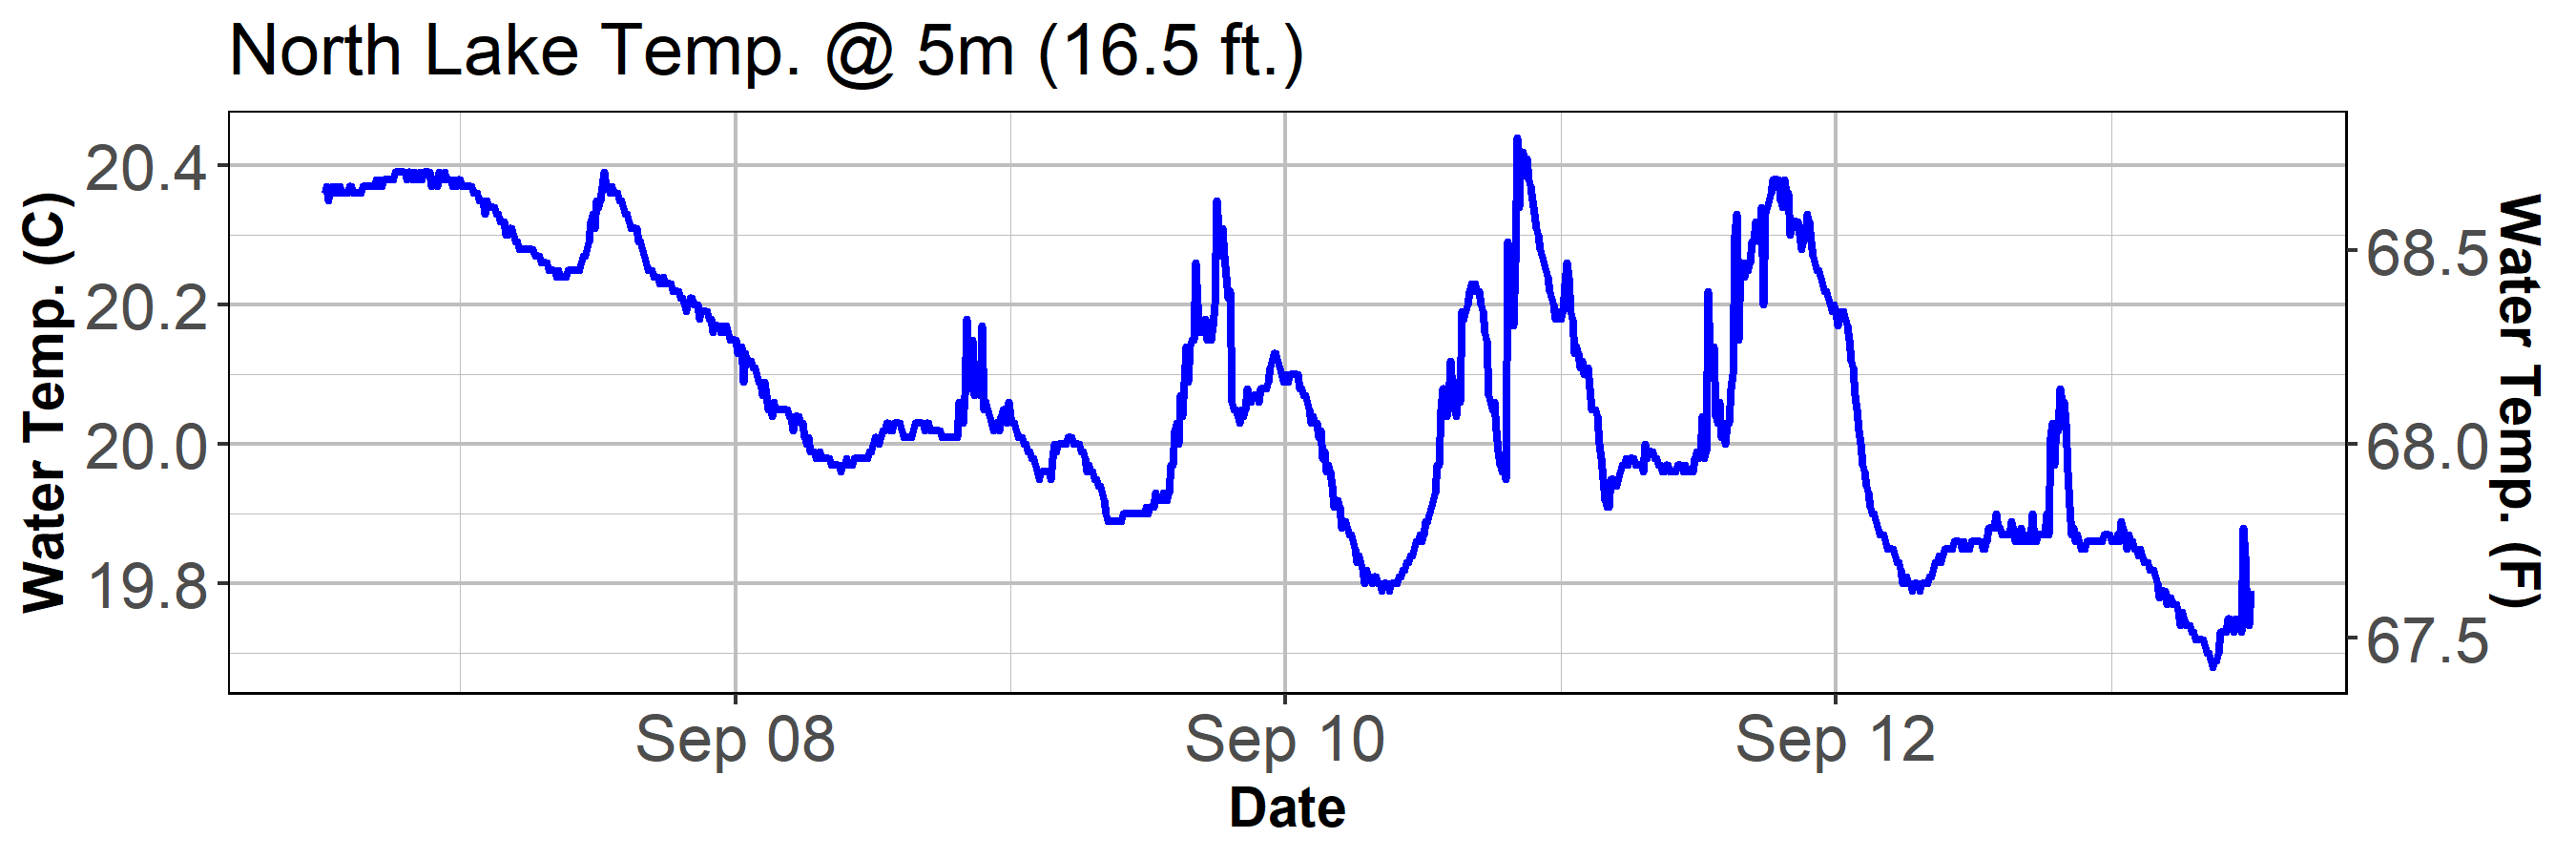 North Lake Temp. @ 5m (16.5 ft.)
Water Temp. (C)
20.4
20.2
20.0
19.8
68.5
68.0
67.5
Water Temp. (F)
Sep 08
Sep 10
Sep 12
Date